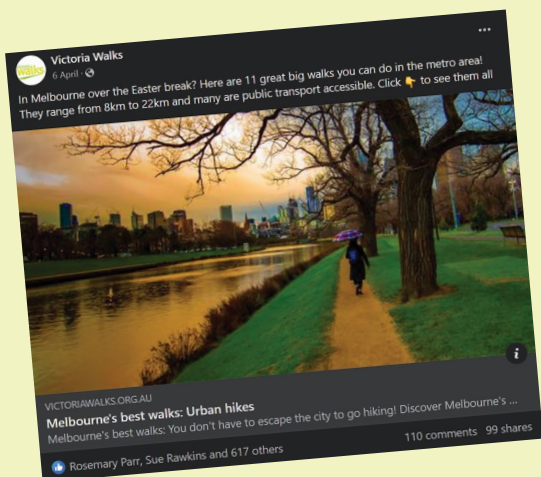 Victoria Walks
6 April ·
In Melbourne over the Easter break? Here are 11 great big walks you can do in the metro area!
They range from 8km to 22km and many are public transport accessible. Click 👇 to see them all
VICTORIAWALKS.ORG.AU
Melbourne's best walks: Urban hikes
Melbourne's best walks: You don't have to escape the city to go hiking! Discover Melbourne's ...
Rosemary Parr, Sue Rawkins and 617 others
110 comments 99 shares